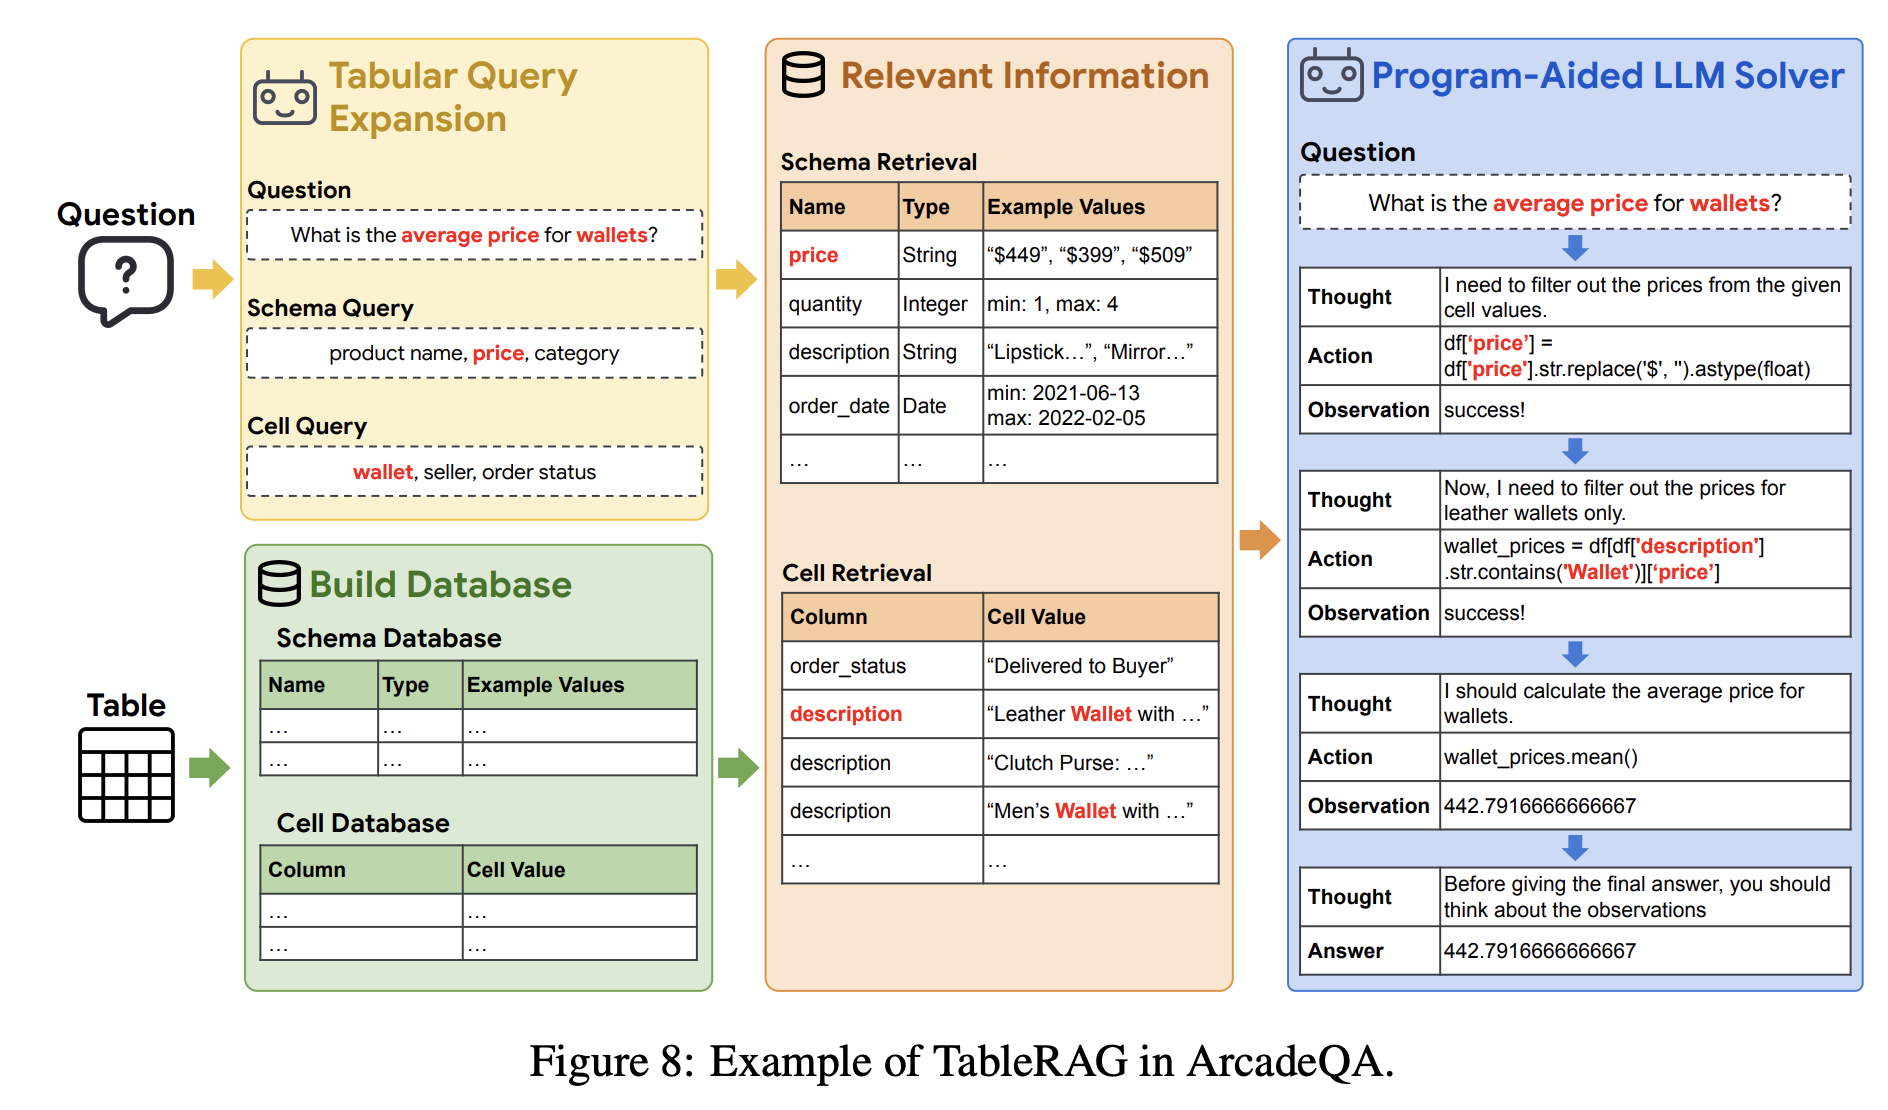 Question
?
Table
Tabular Query
Expansion
Question
What is the average price for wallets?
Schema Query
product name, price, category
Cell Query
wallet, seller, order status
Build Database
Schema Database
Name Type Example Values
... ... ...
... ... ...
Cell Database
Column Cell Value
... ...
... ...
Relevant Information
Schema Retrieval
Name Type Example Values
price String “$449”, “$399”, “$509”
quantity Integer min: 1, max: 4
description String “Lipstick…”, “Mirror…”
order_date Date min: 2021-06-13
max: 2022-02-05
... ... ...
Cell Retrieval
Column Cell Value
order_status “Delivered to Buyer”
description “Leather Wallet with …”
description “Clutch Purse: …”
description “Men’s Wallet with …”
... ...
Program-Aided LLM Solver
Question
What is the average price for wallets?
Thought I need to filter out the prices from the given
cell values.
Action df[‘price’] =
df['price'].str.replace('$', '').astype(float)
Observation success!
Thought Now, I need to filter out the prices for
leather wallets only.
Action wallet_prices = df[df['description']
.str.contains('Wallet')][‘price’]
Observation success!
Thought I should calculate the average price for
wallets.
Action wallet_prices.mean()
Observation 442.7916666666667
Thought Before giving the final answer, you should
think about the observations
Answer 442.7916666666667
Figure 8: Example of TableRAG in ArcadeQA.